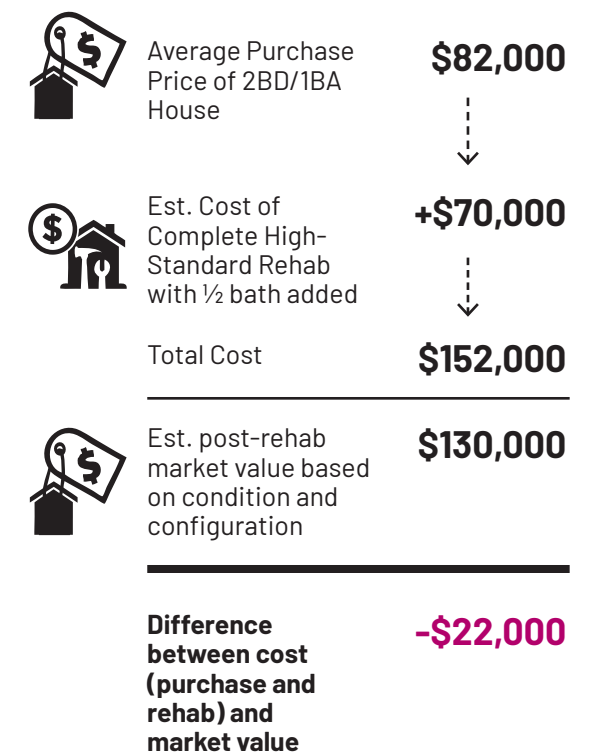 $
Average Purchase
Price of 2BD/1BA
House
$82,000
$
Est. Cost of
Complete High-
Standard Rehab
with ½ bath added
+$70,000
Total Cost
$152,000
$
Est. post-rehab
market value based
on condition and
configuration
$130,000
Difference
between cost
(purchase and
rehab) and
market value
-$22,000